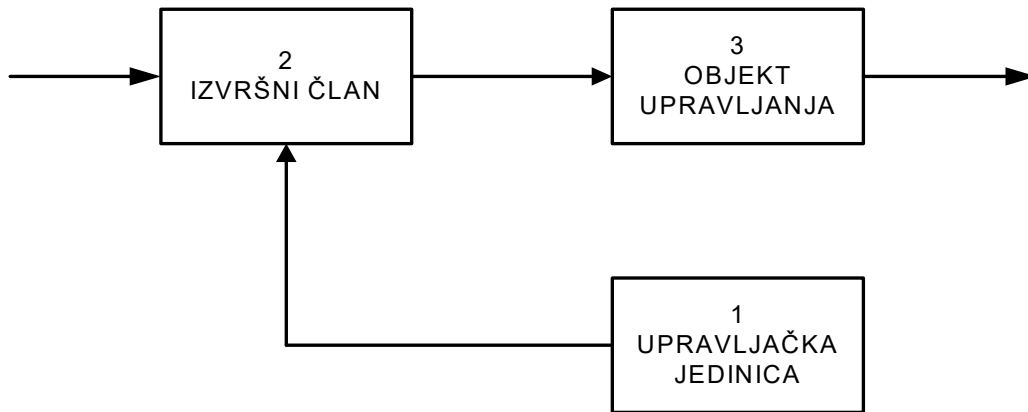 2
IZVRŠNI ČLAN
3
OBJEKT
UPRAVLJANJA
1
UPRAVLJAČKA
JEDINICA